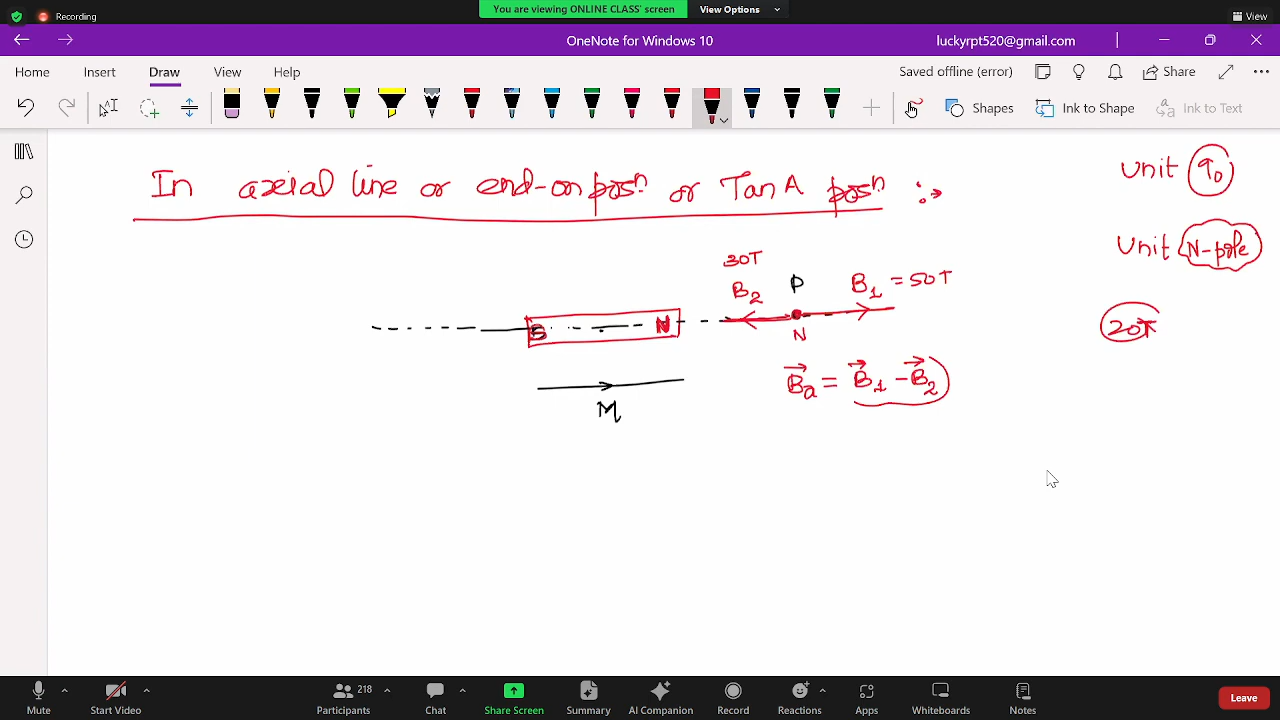 You are viewing ONLINE CLASS' screen
View Options
Recording
View
OneNote for Windows 10
luckyrpt520@gmail.com
Home Insert Draw View Help
Saved offline (error)
Share
Shapes
Ink to Shape
Ink to Text
In axial line or end-on posⁿ or Tan A posⁿ :→
Unit q₀
Unit N-pole
30T
B₂ P B₁ = 50T
S N
N
20T
M
B⃗a = B⃗₁ - B⃗₂
Mute
Start Video
Participants 218
Chat
Share Screen
Summary
AI Companion
Record
Reactions
Apps
Whiteboards
Notes
Leave